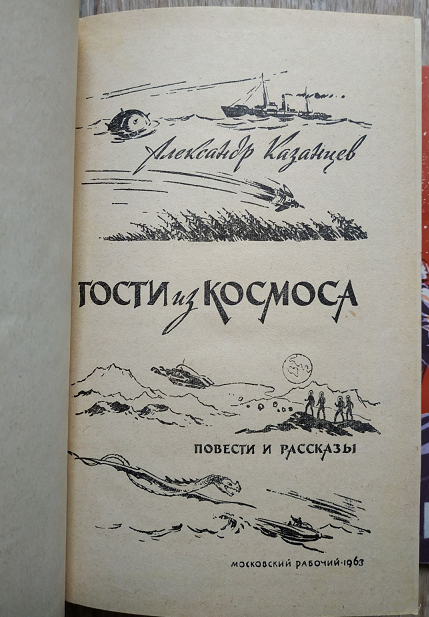 Александр Казанцев
ГОСТИ из КОСМОСА
ПОВЕСТИ И РАССКАЗЫ
МОСКОВСКИЙ РАБОЧИЙ·1963